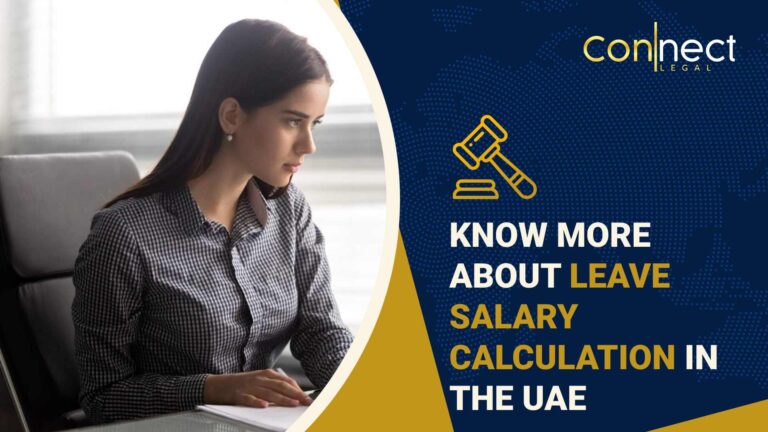 Connect
LEGAL
KNOW MORE
ABOUT LEAVE
SALARY
CALCULATION IN
THE UAE